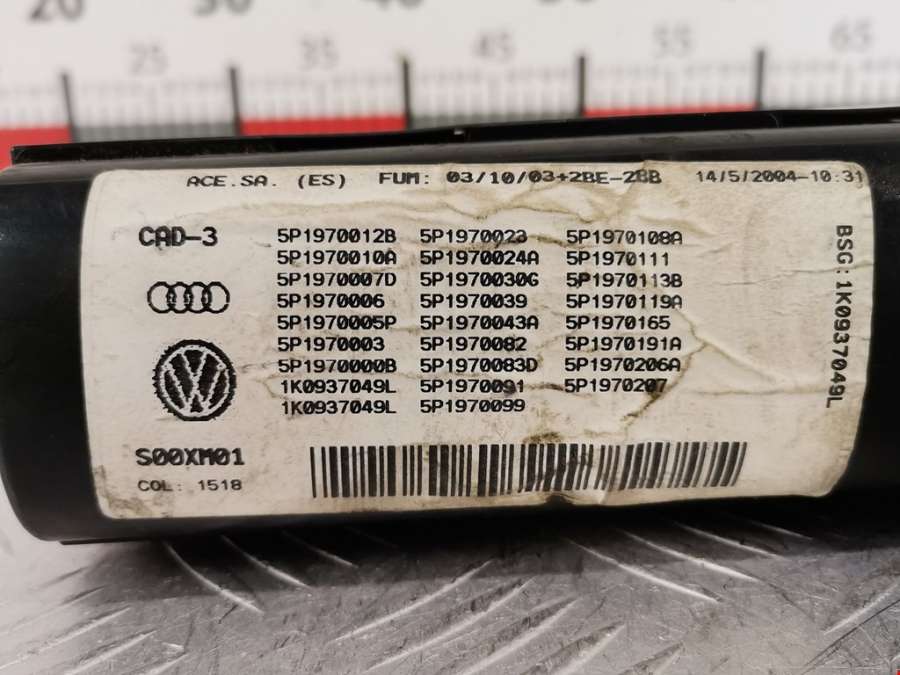 20 30 40 50 60
25 35 45 55 65
ACE.SA. (ES) FUM: 03/10/03+2BE-2BB 14/5/2004-10:31
CAD-3
5P1970012B 5P1970023 5P1970108A
5P1970010A 5P1970024A 5P1970111
5P1970007D 5P1970030G 5P1970113B
5P1970006 5P1970039 5P1970119A
5P1970005P 5P1970043A 5P1970165
5P1970003 5P1970082 5P1970191A
5P1970000B 5P1970083D 5P1970206A
1K0937049L 5P1970091 5P1970207
1K0937049L 5P1970099
S00XM01
COL: 1518
BSG:1K0937049L